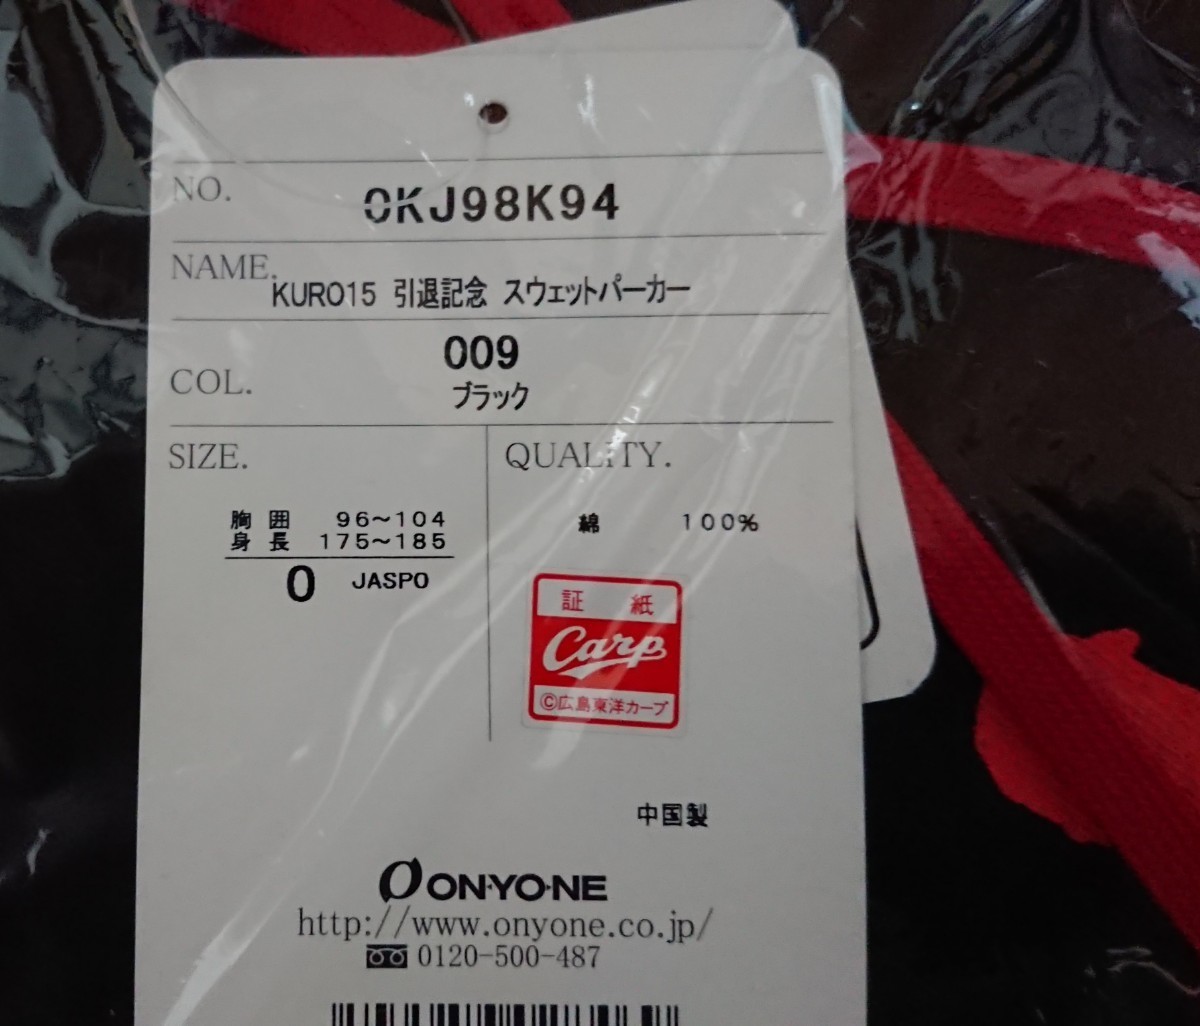 NO.
OKJ98K94
NAME.
KURO15 引退記念 スウェットパーカー
009
COL.
ブラック
SIZE.
QUALITY.
胸囲 96～104
身長 175～185
O JASPO
綿 100%
証 紙
Carp
©広島東洋カープ
中国製
ON·YO·NE
http://www.onyone.co.jp/
0120-500-487